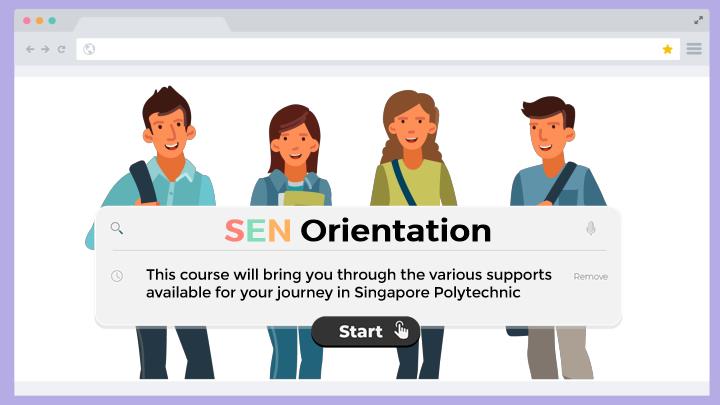 SEN Orientation
This course will bring you through the various supports
Remove
available for your journey in Singapore Polytechnic
Start